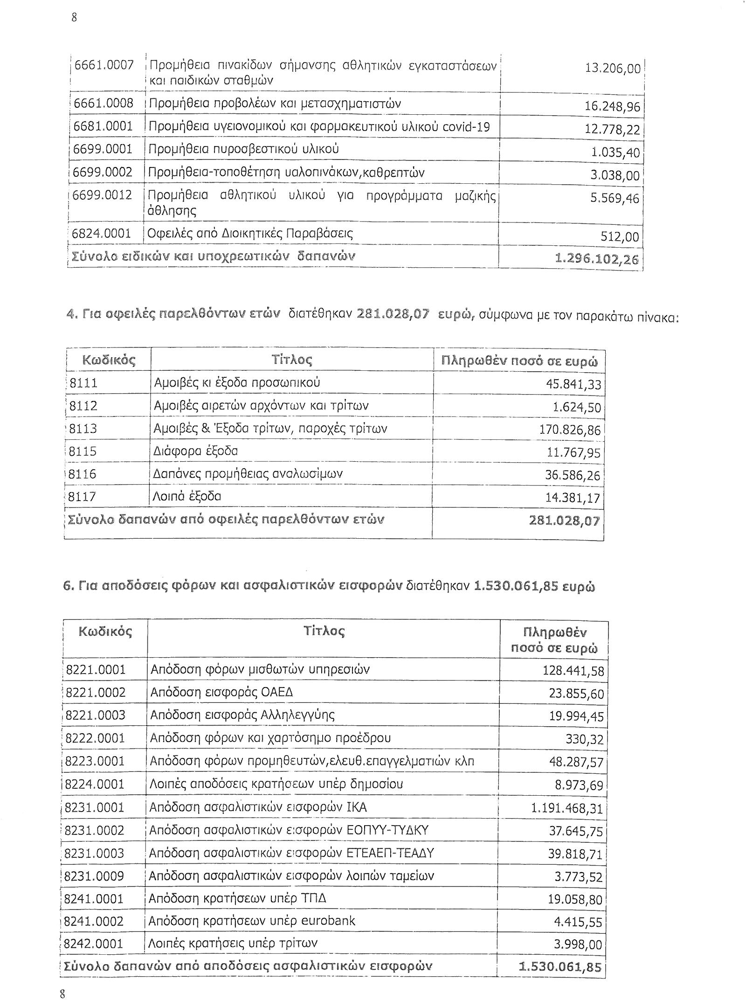 8
6661.0007 Προμήθεια πινακίδων σήμανσης αθλητικών εγκαταστάσεων 13.206,00
και παιδικών σταθμών
6661.0008 Προμήθεια προβολέων και μετασχηματιστών 16.248,96
6681.0001 Προμήθεια υγειονομικού και φαρμακευτικού υλικού covid-19 12.778,22
6699.0001 Προμήθεια πυροσβεστικού υλικού 1.035,40
6699.0002 Προμήθεια-τοποθέτηση υαλοπινάκων,καθρεπτών 3.038,00
6699.0012 Προμήθεια αθλητικού υλικού για προγράμματα μαζικής 5.569,46
άθλησης
6824.0001 Οφειλές από Διοικητικές Παραβάσεις 512,00
Σύνολο ειδικών και υποχρεωτικών δαπανών 1.296.102,26
4. Για οφειλές παρελθόντων ετών διατέθηκαν 281.028,07 ευρώ, σύμφωνα με τον παρακάτω πίνακα:
Κωδικός Τίτλος Πληρωθέν ποσό σε ευρώ
8111 Αμοιβές κι έξοδα προσωπικού 45.841,33
8112 Αμοιβές αιρετών αρχόντων και τρίτων 1.624,50
8113 Αμοιβές & Έξοδα τρίτων, παροχές τρίτων 170.826,86
8115 Διάφορα έξοδα 11.767,95
8116 Δαπάνες προμήθειας αναλωσίμων 36.586,26
8117 Λοιπά έξοδα 14.381,17
Σύνολο δαπανών από οφειλές παρελθόντων ετών 281.028,07
6. Για αποδόσεις φόρων και ασφαλιστικών εισφορών διατέθηκαν 1.530.061,85 ευρώ
Κωδικός Τίτλος Πληρωθέν
ποσό σε ευρώ
8221.0001 Απόδοση φόρων μισθωτών υπηρεσιών 128.441,58
8221.0002 Απόδοση εισφοράς ΟΑΕΔ 23.855,60
8221.0003 Απόδοση εισφοράς Αλληλεγγύης 19.994,45
8222.0001 Απόδοση φόρων και χαρτόσημο προέδρου 330,32
8223.0001 Απόδοση φόρων προμηθευτών,ελευθ.επαγγελματιών κλπ 48.287,57
8224.0001 Λοιπές αποδόσεις κρατήσεων υπέρ δημοσίου 8.973,69
8231.0001 Απόδοση ασφαλιστικών εισφορών ΙΚΑ 1.191.468,31
8231.0002 Απόδοση ασφαλιστικών εισφορών ΕΟΠΥΥ-ΤΥΔΚΥ 37.645,75
8231.0003 Απόδοση ασφαλιστικών εισφορών ΕΤΕΑΕΠ-ΤΕΑΔΥ 39.818,71
8231.0009 Απόδοση ασφαλιστικών εισφορών λοιπών ταμείων 3.773,52
8241.0001 Απόδοση κρατήσεων υπέρ ΤΠΔ 19.058,80
8241.0002 Απόδοση κρατήσεων υπέρ eurobank 4.415,55
8242.0001 Λοιπές κρατήσεις υπέρ τρίτων 3.998,00
Σύνολο δαπανών από αποδόσεις ασφαλιστικών εισφορών 1.530.061,85
8